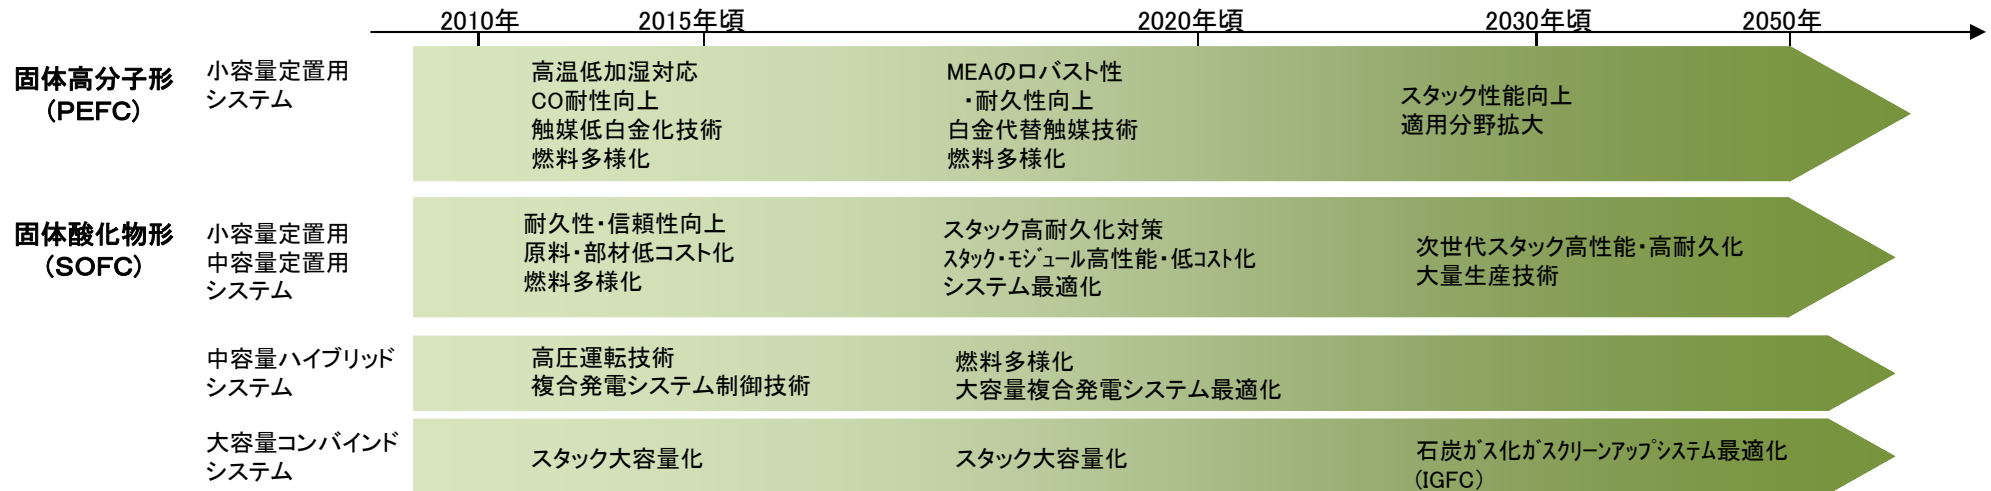 2010年 2015年頃 2020年頃 2030年頃 2050年
固体高分子形
（PEFC）
小容量定置用
システム
高温低加湿対応
CO耐性向上
触媒低白金化技術
燃料多様化
MEAのロバスト性
・耐久性向上
白金代替触媒技術
燃料多様化
スタック性能向上
適用分野拡大
固体酸化物形
（SOFC）
小容量定置用
中容量定置用
システム
耐久性・信頼性向上
原料・部材低コスト化
燃料多様化
スタック高耐久化対策
ｽﾀｯｸ・ﾓｼﾞｭｰﾙ高性能・低ｺｽﾄ化
システム最適化
次世代スタック高性能・高耐久化
大量生産技術
中容量ハイブリッド
システム
高圧運転技術
複合発電システム制御技術
燃料多様化
大容量複合発電システム最適化
大容量コンバインド
システム
スタック大容量化
スタック大容量化
石炭ｶﾞｽ化ｶﾞｽｸﾘｰﾝｱｯﾌﾟｼｽﾃﾑ最適化
(IGFC)